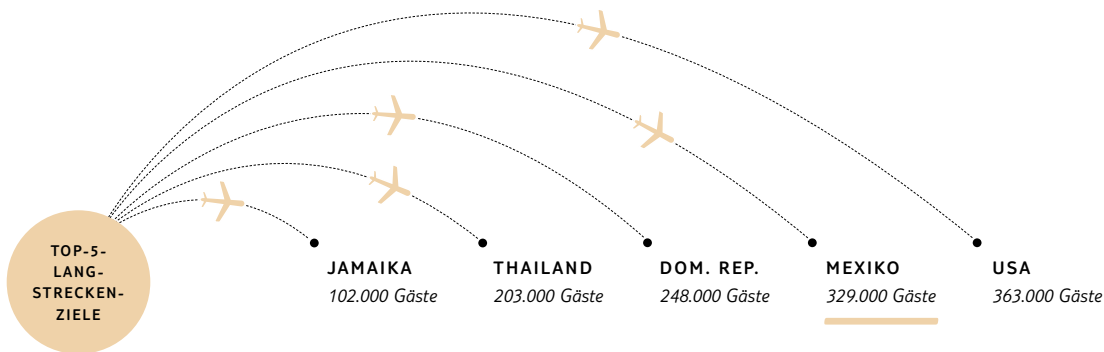 TOP-5-
LANG-
STRECKEN-
ZIELE
JAMAIKA
102.000 Gäste
THAILAND
203.000 Gäste
DOM. REP.
248.000 Gäste
MEXIKO
329.000 Gäste
USA
363.000 Gäste